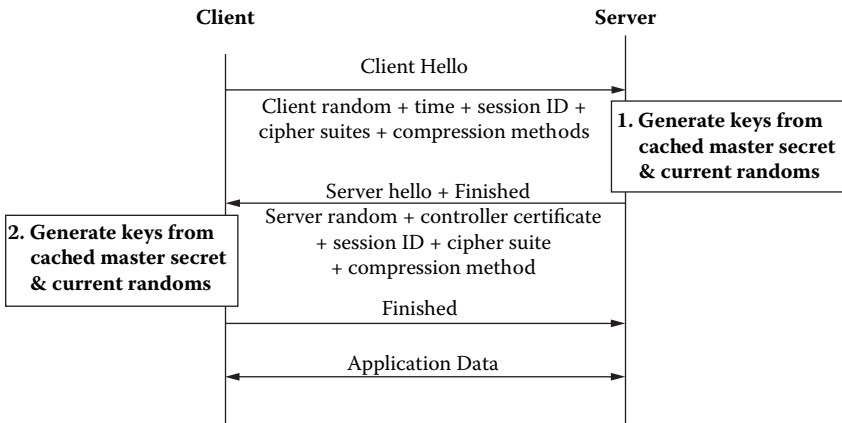 Client
Server
Client Hello
Client random + time + session ID +
cipher suites + compression methods
1. Generate keys from
cached master secret
& current randoms
Server hello + Finished
Server random + controller certificate
+ session ID + cipher suite
+ compression method
2. Generate keys from
cached master secret
& current randoms
Finished
Application Data